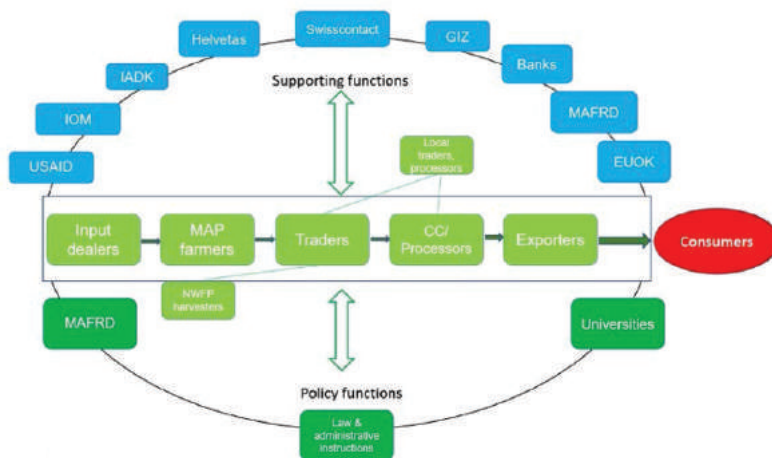 Swisscontact
Helvetas
GIZ
IADK
Banks
IOM
MAFRD
USAID
EUOK
Supporting functions
Local
traders,
processors
Input
dealers
MAP
farmers
Traders
CC/
Processors
Exporters
Consumers
NWFP
harvesters
MAFRD
Universities
Policy functions
Law &
administrative
instructions